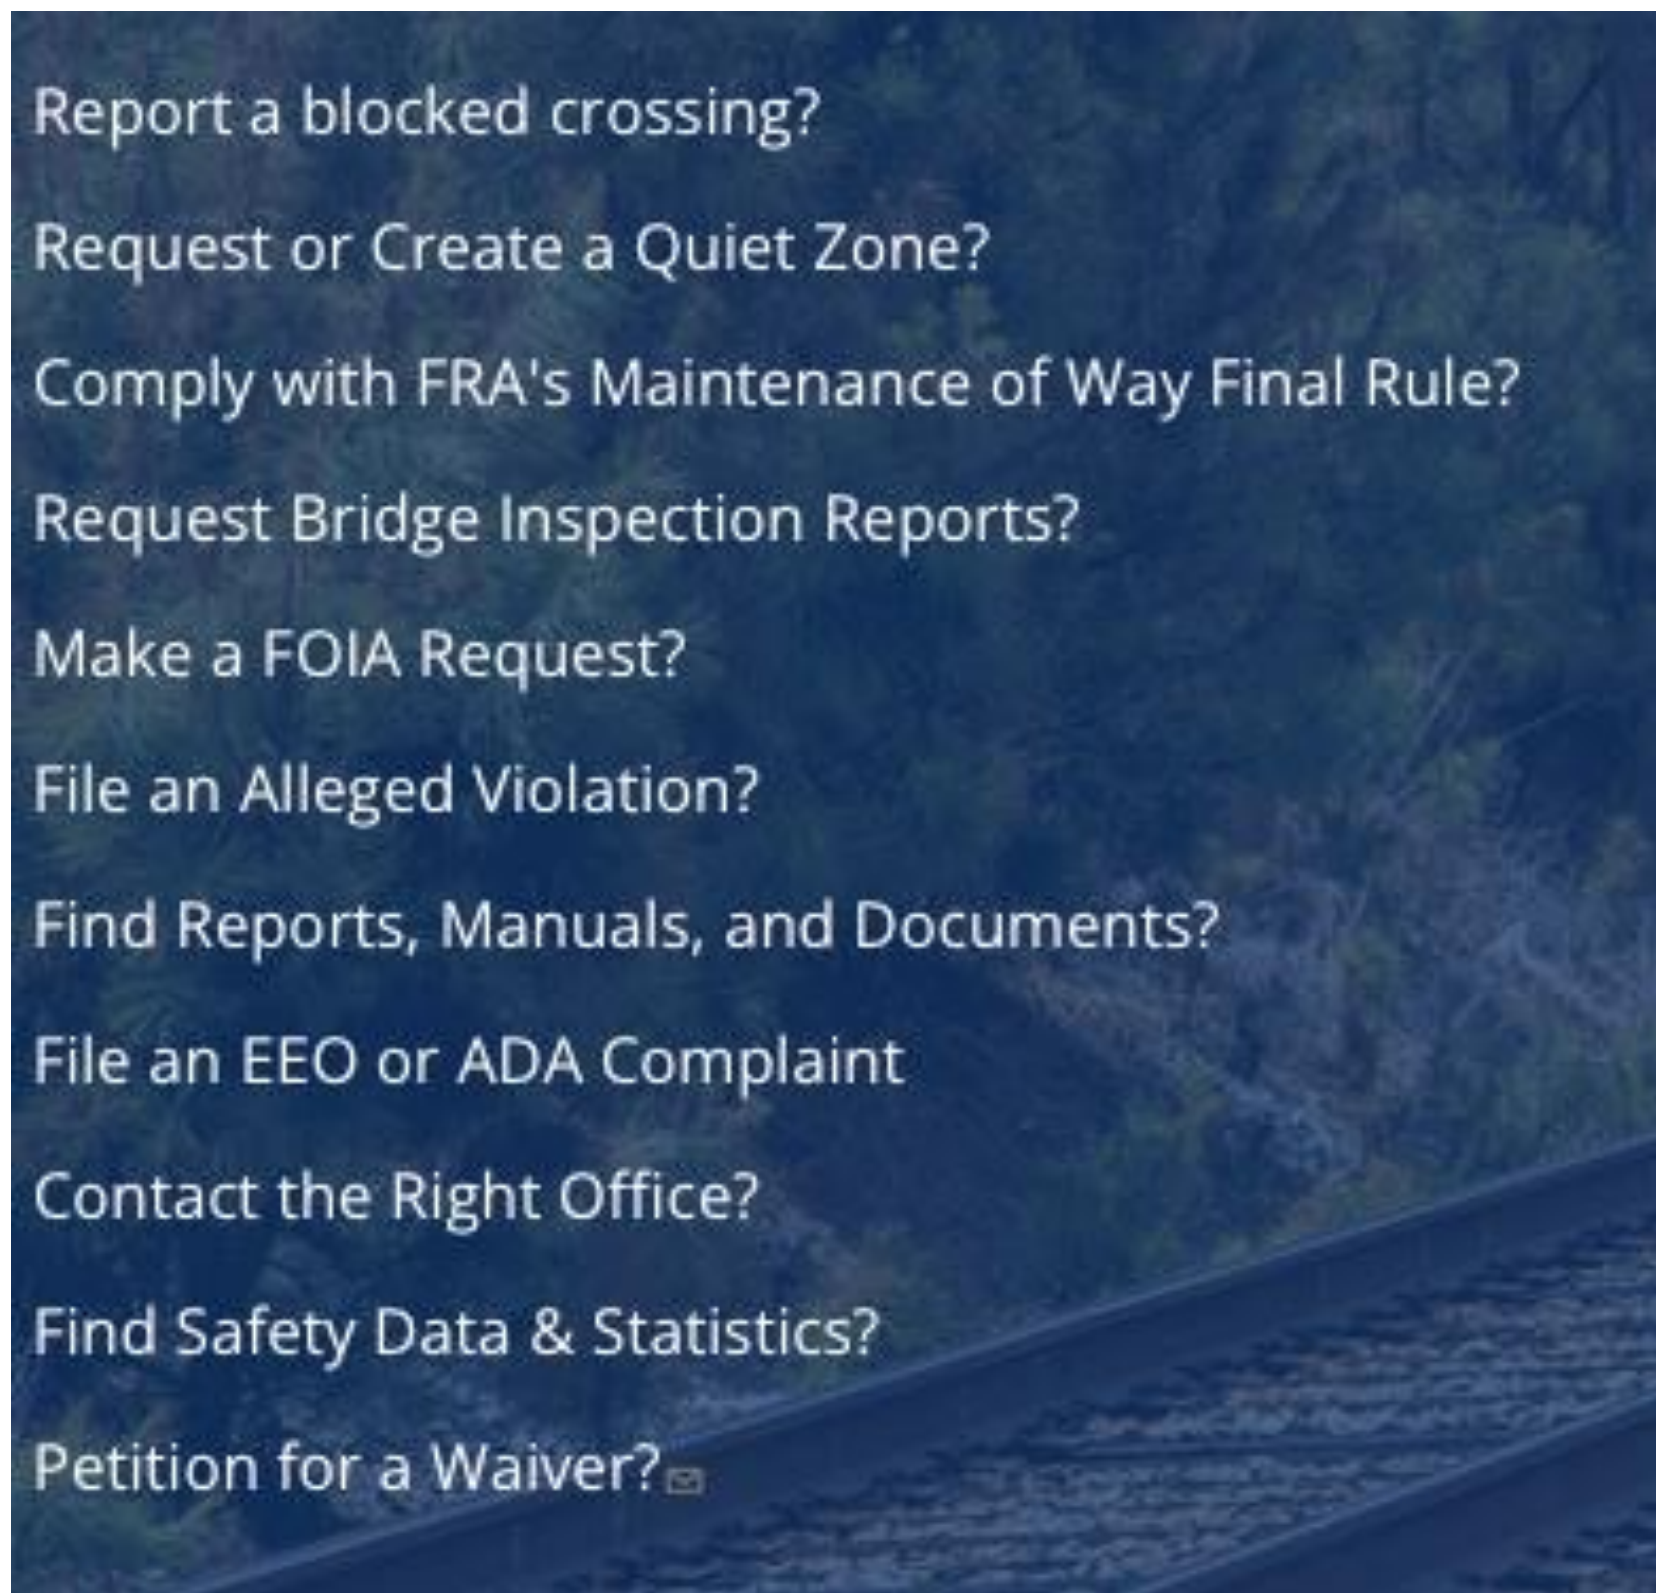 Report a blocked crossing?
Request or Create a Quiet Zone?
Comply with FRA's Maintenance of Way Final Rule?
Request Bridge Inspection Reports?
Make a FOIA Request?
File an Alleged Violation?
Find Reports, Manuals, and Documents?
File an EEO or ADA Complaint
Contact the Right Office?
Find Safety Data & Statistics?
Petition for a Waiver?